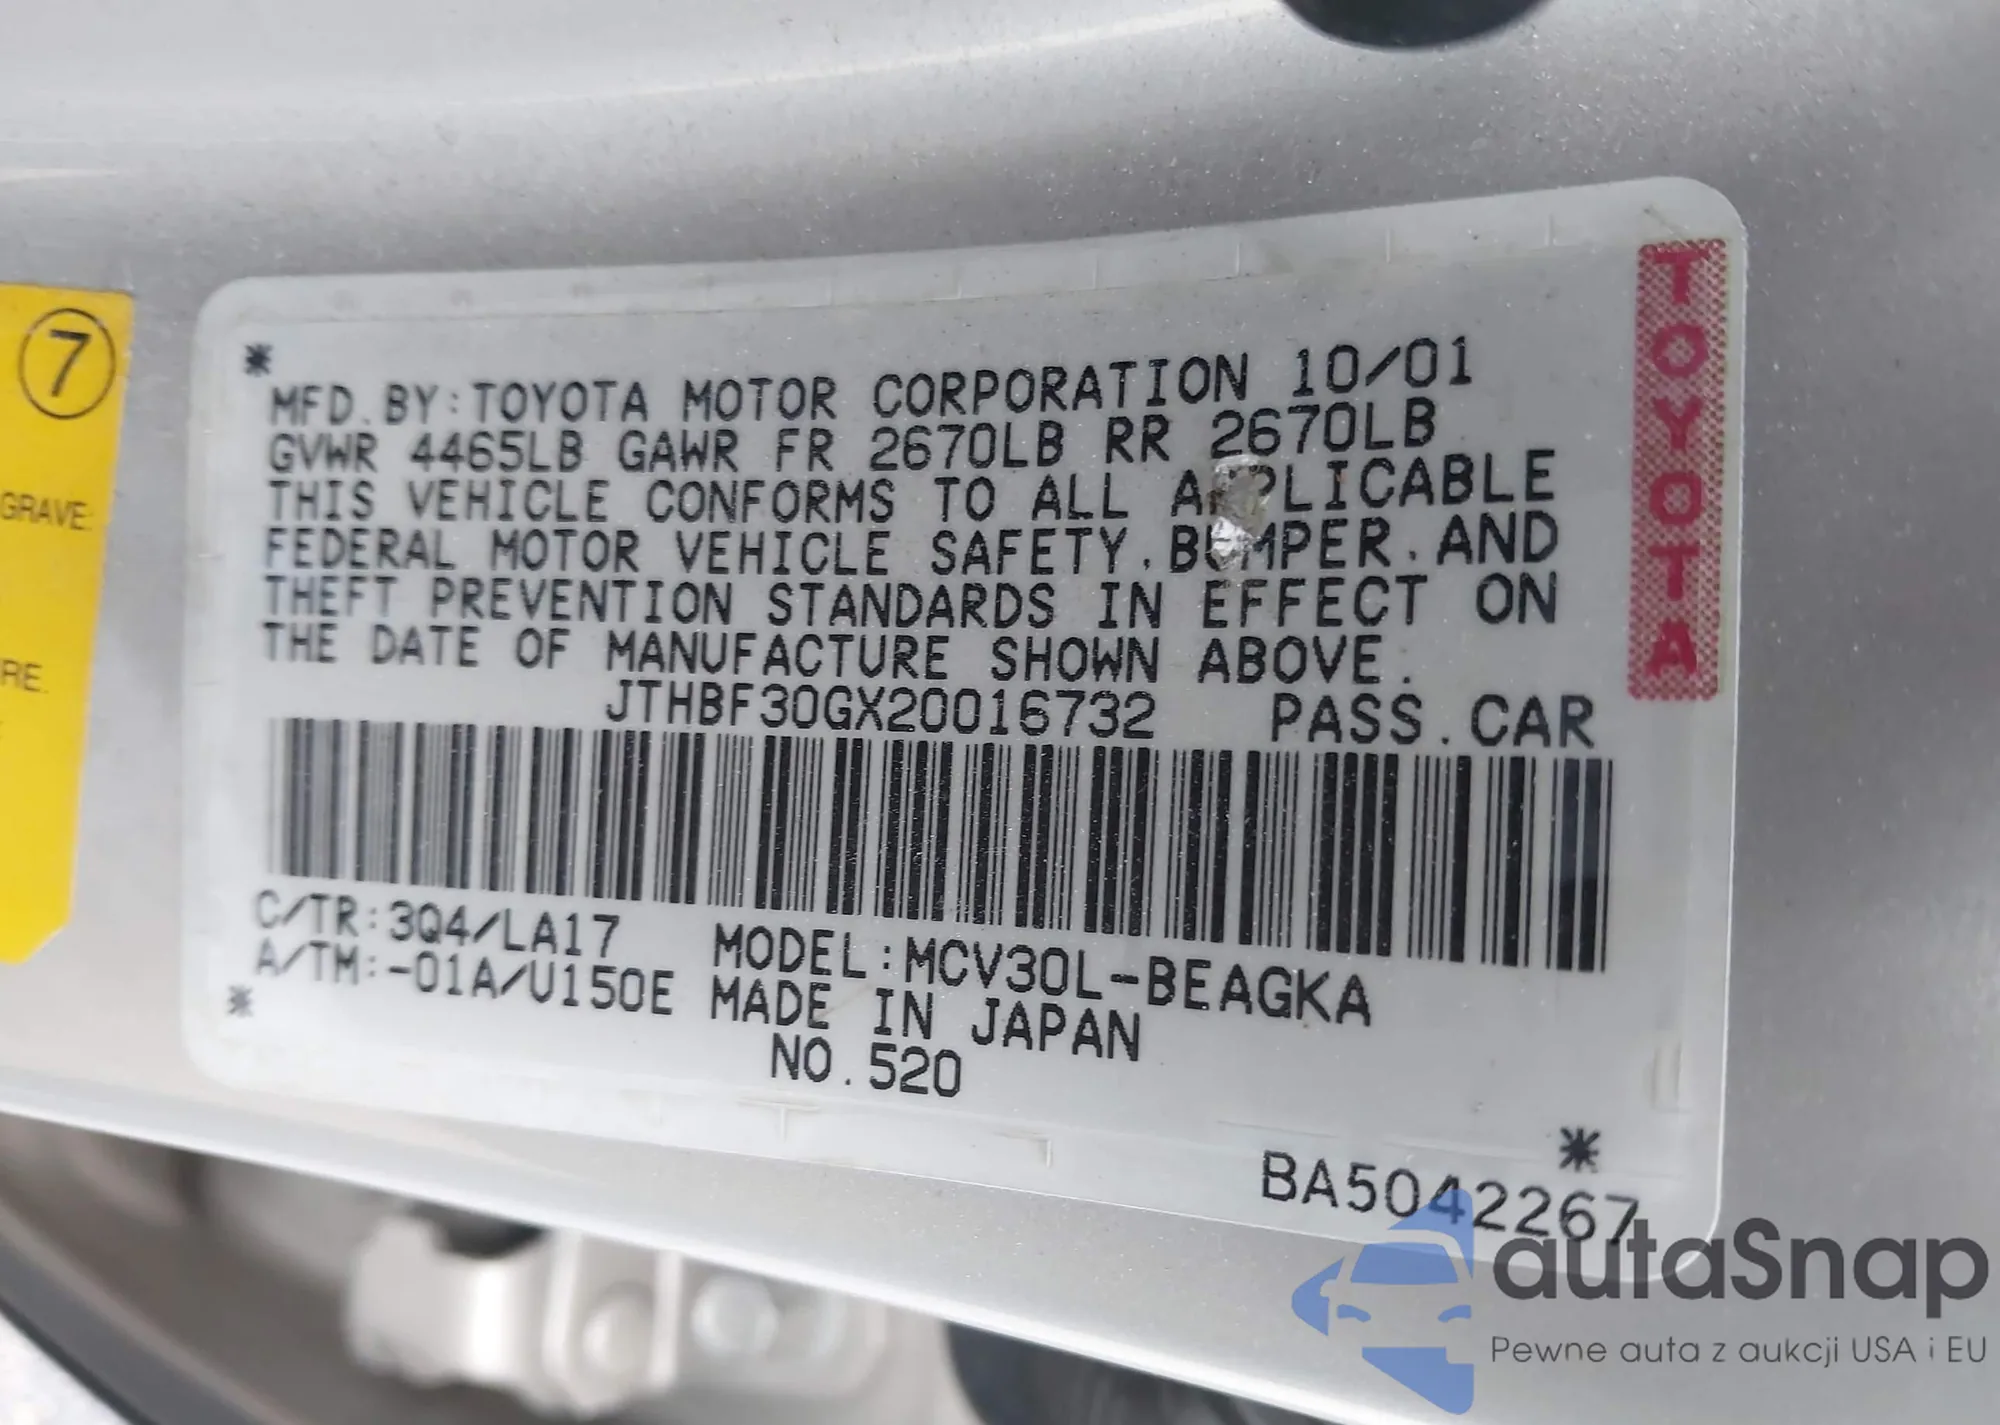 7
GRAVE.
RE.
*
MFD. BY: TOYOTA MOTOR CORPORATION 10/01
GVWR 4465LB GAWR FR 2670LB RR 2670LB
THIS VEHICLE CONFORMS TO ALL APPLICABLE
FEDERAL MOTOR VEHICLE SAFETY, BUMPER, AND
THEFT PREVENTION STANDARDS IN EFFECT ON
THE DATE OF MANUFACTURE SHOWN ABOVE.
JTHBF30GX20016732 PASS. CAR
C/TR: 3Q4/LA17 MODEL: MCV30L-BEAGKA
A/TM: -01A/U150E MADE IN JAPAN
* NO. 520
*
BA5042267
TOYOTA
autaSnap
Pewne auta z aukcji USA i EU